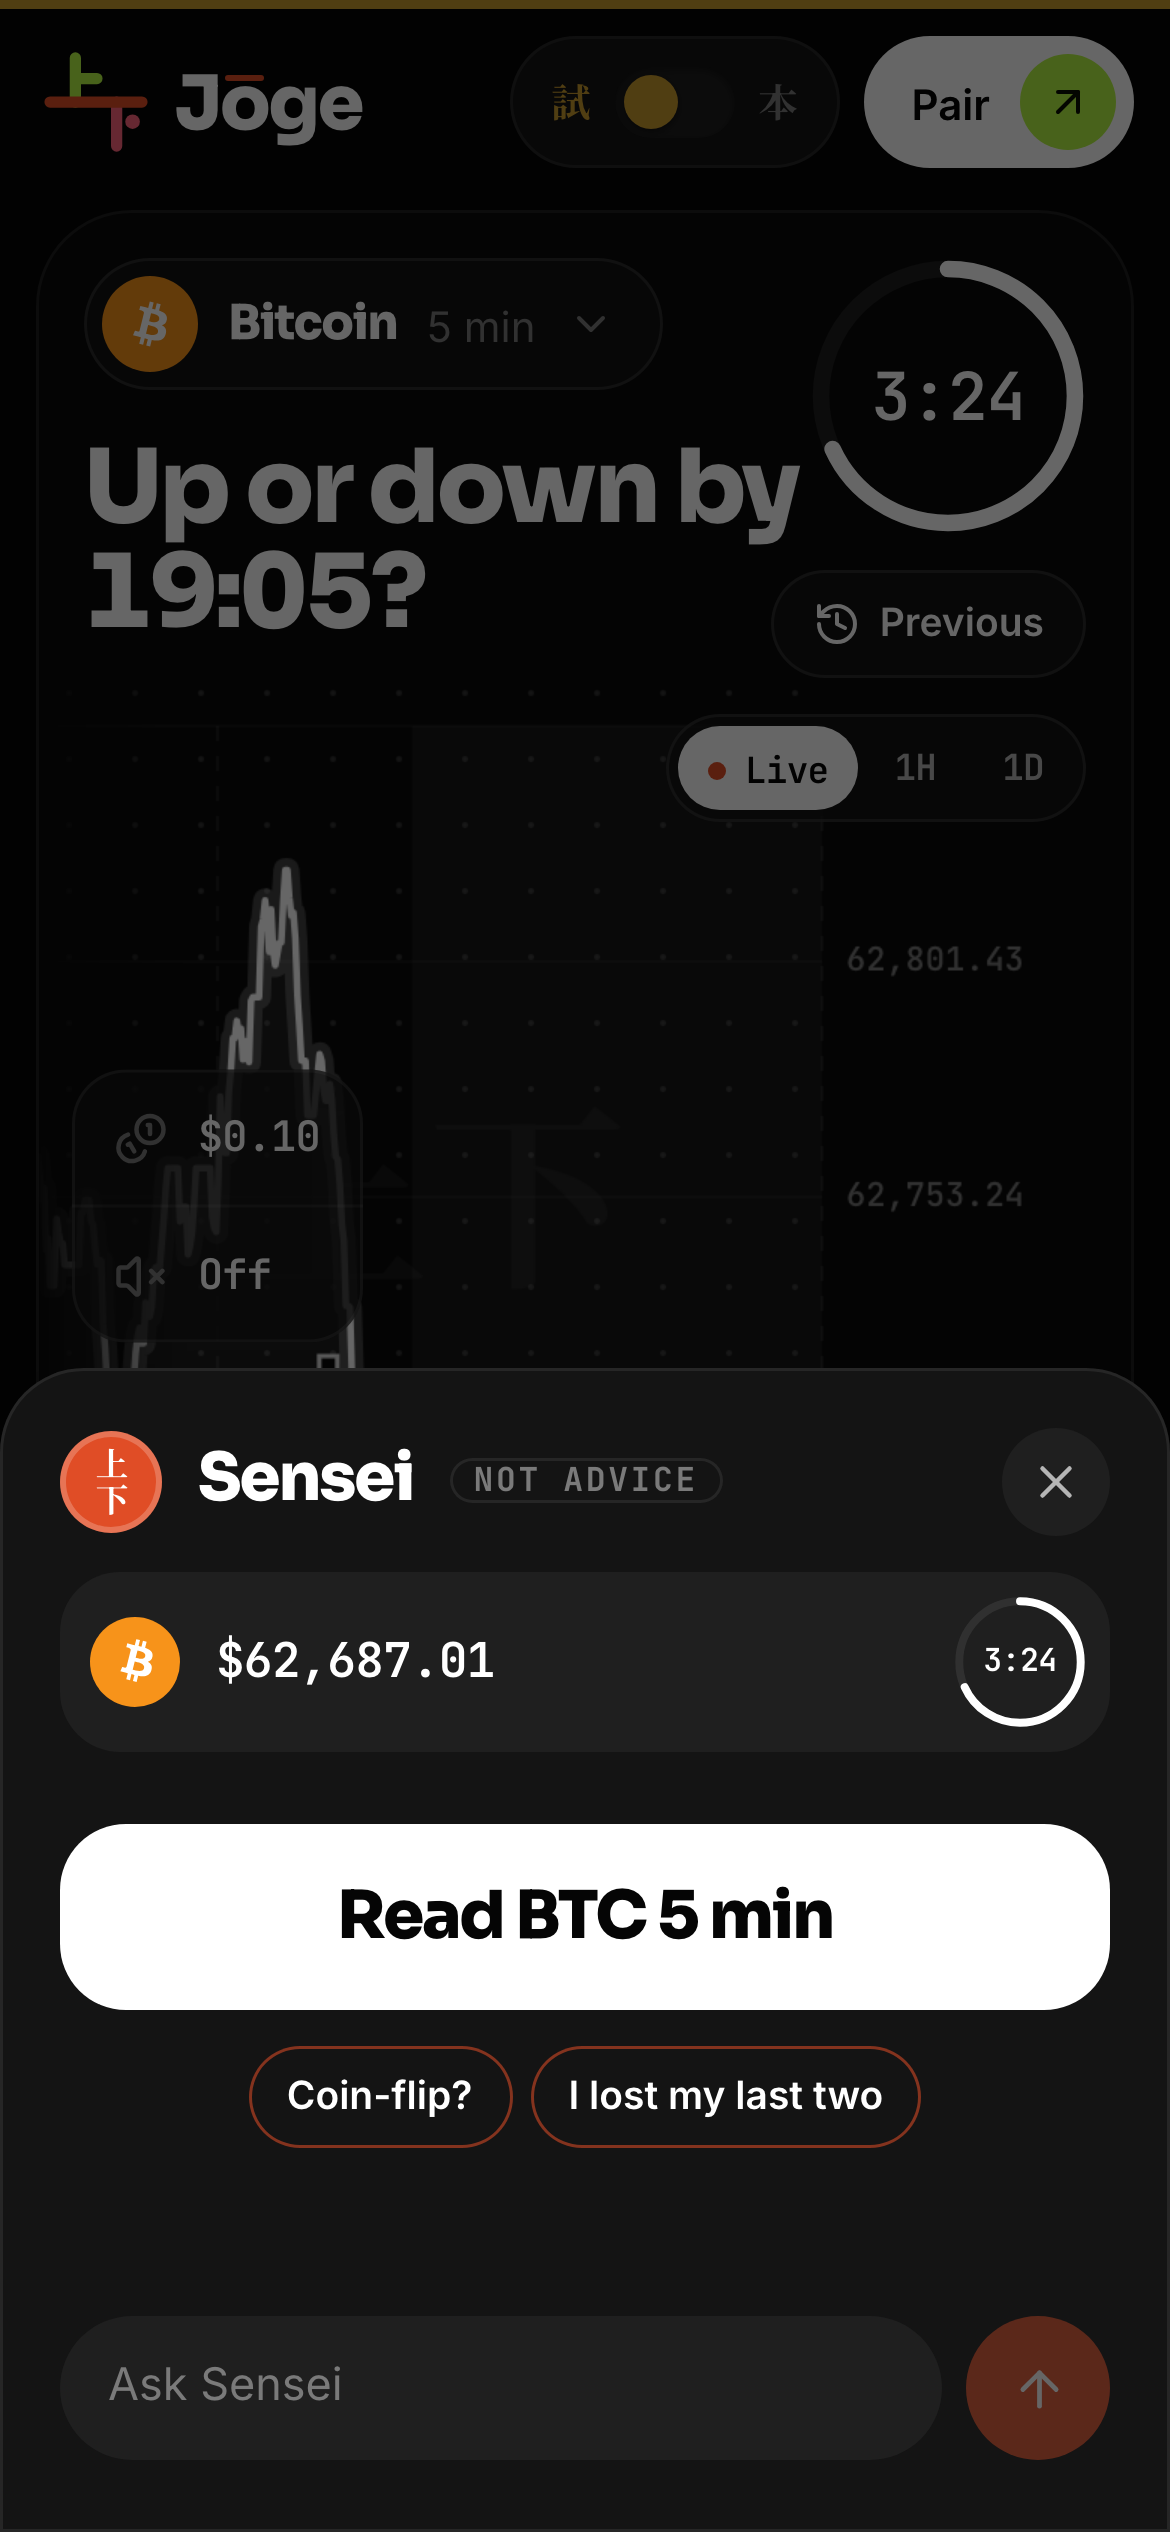 Jōge
試 本
Pair
Bitcoin 5 min
3:24
Up or down by
19:05?
Previous
Live 1H 1D
62,801.43
$0.10
下
62,753.24
Off
上
下
Sensei
NOT ADVICE
$62,687.01
3:24
Read BTC 5 min
Coin-flip?
I lost my last two
Ask Sensei